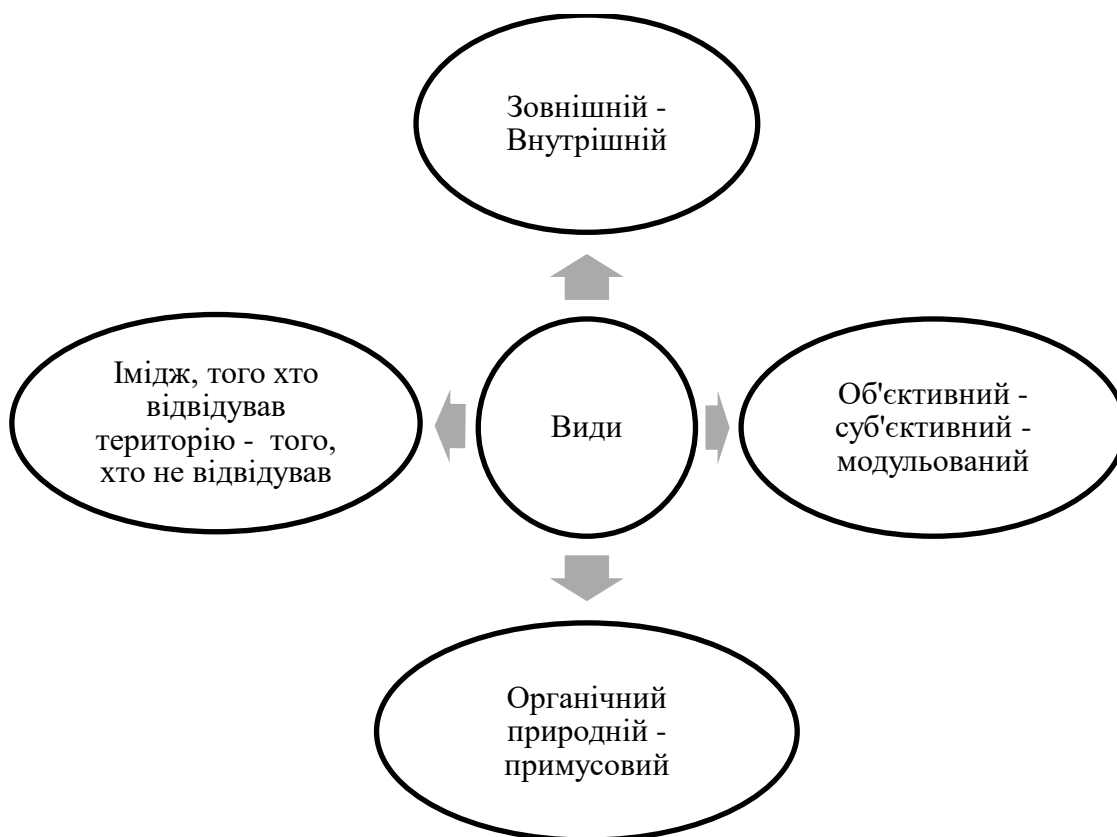 Зовнішній -
Внутрішній
Імідж, того хто
відвідував
територію - того,
хто не відвідував
Види
Об'єктивний -
суб'єктивний -
модульований
Органічний
природній -
примусовий